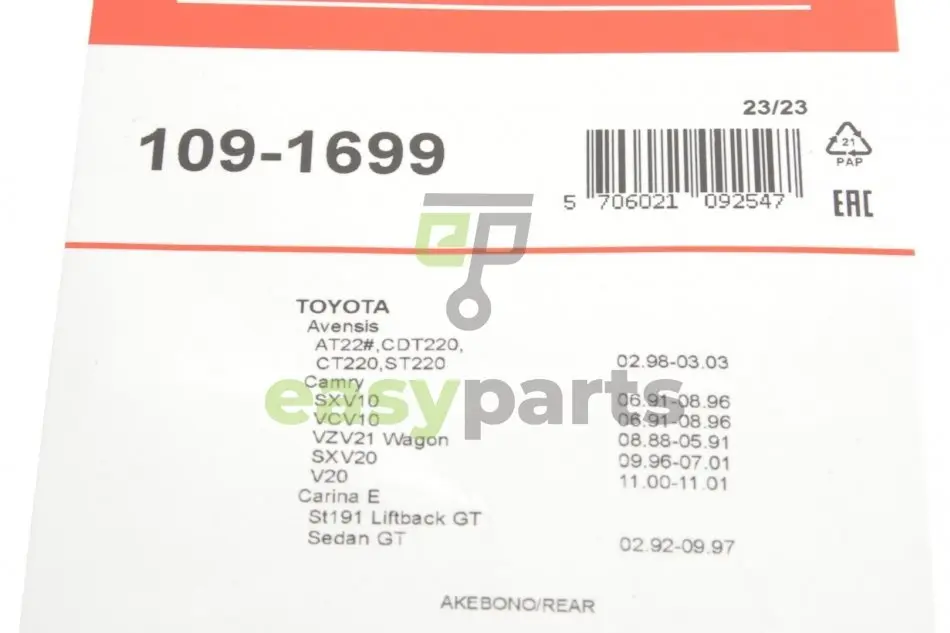 23/23
109-1699
21
PAP
5 706021 092547
EAC
ep
TOYOTA
Avensis
AT22#,CDT220,
CT220,ST220 02.98-03.03
Camry
easyparts
SXV10 06.91-08.96
VCV10 06.91-08.96
VZV21 Wagon 08.88-05.91
SXV20 09.96-07.01
V20 11.00-11.01
Carina E
St191 Liftback GT
Sedan GT 02.92-09.97
AKEBONO/REAR